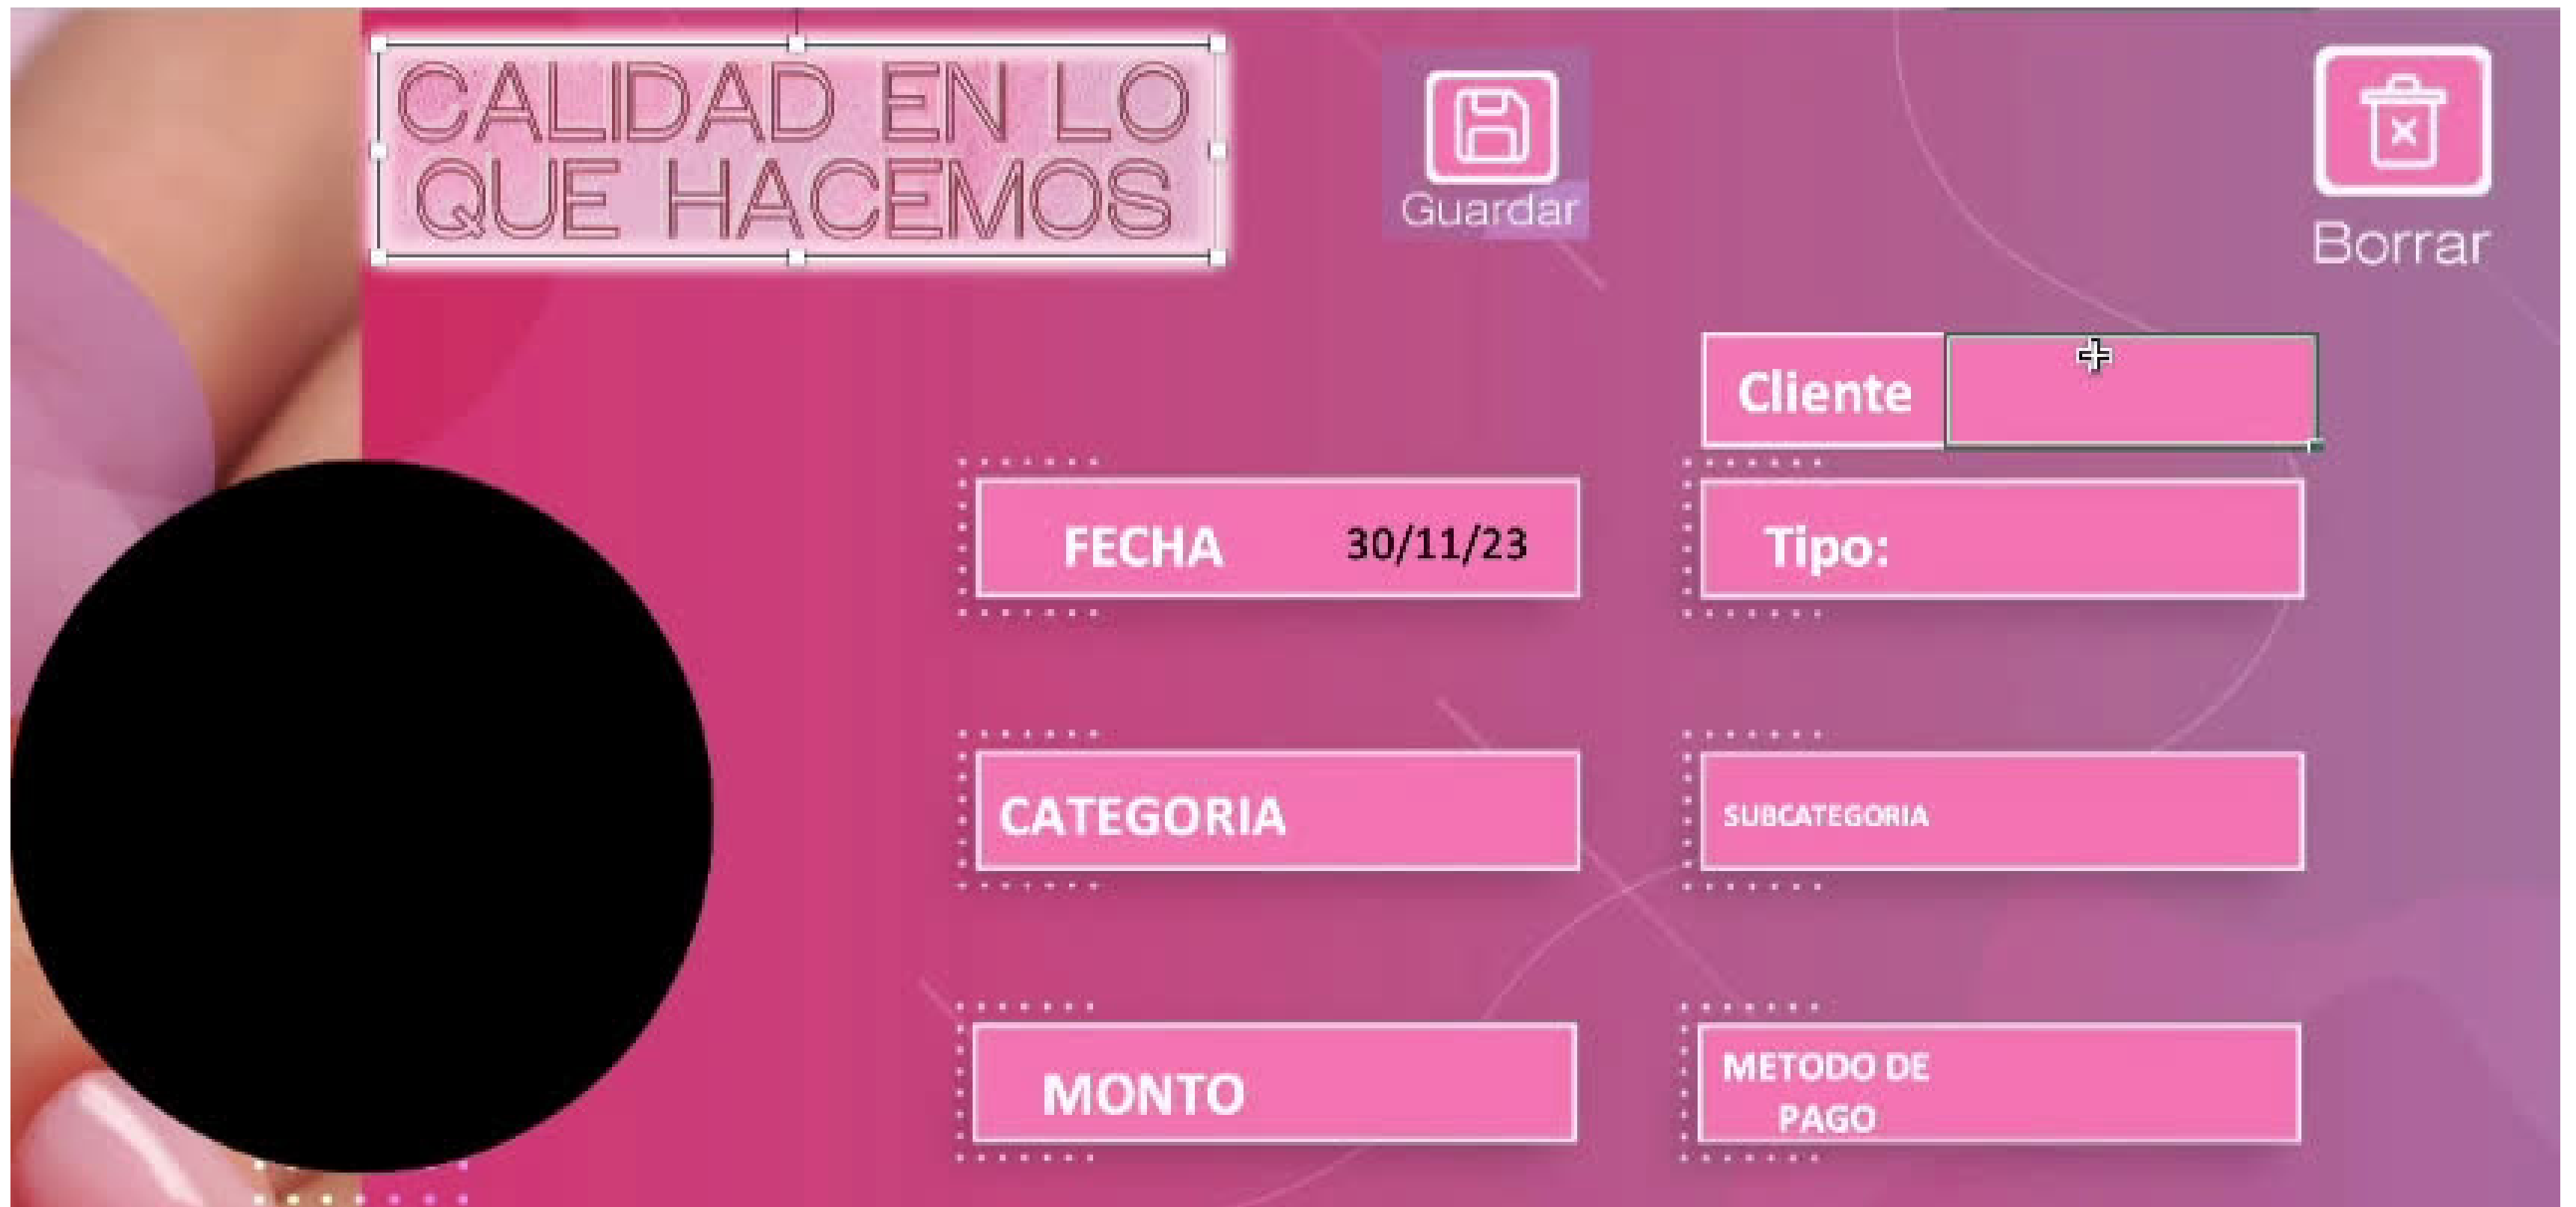 CALIDAD EN LO
QUE HACEMOS
Guardar
Borrar
Cliente
FECHA 30/11/23
Tipo:
CATEGORIA
SUBCATEGORIA
MONTO
METODO DE
PAGO